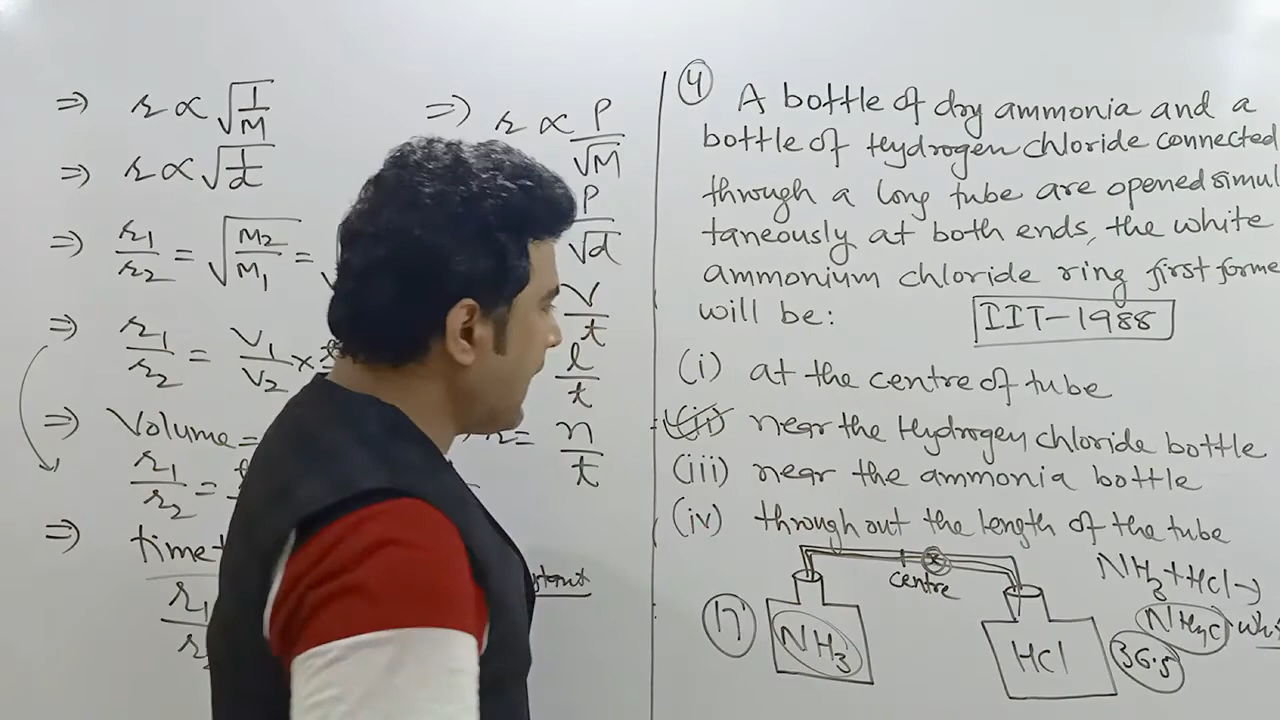 ⇒ r ∝ √1/M
⇒ r ∝ √1/d
⇒ r1/r2 = √M2/M1 =
⇒ r1/r2 = V1/V2 ×
⇒ Volume =
r1/r2 =
⇒ time
r1
⇒ r ∝ P/√M
P/√d
V/t
l/t
r = n/t
④ A bottle of dry ammonia and a
bottle of Hydrogen chloride connected
through a long tube are opened simul
taneously at both ends, the white
ammonium chloride ring first forme
will be:
IIT-1988
(i) at the centre of tube
(ii) near the Hydrogen chloride bottle
(iii) near the ammonia bottle
(iv) throughout the length of the tube
centre
NH3+HCl→
NH4C
17
NH3
HCl
36.5